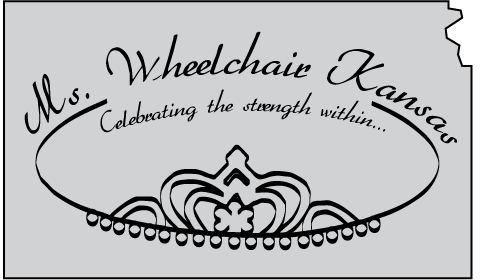 Ms. Wheelchair Kansas
Celebrating the strength within...